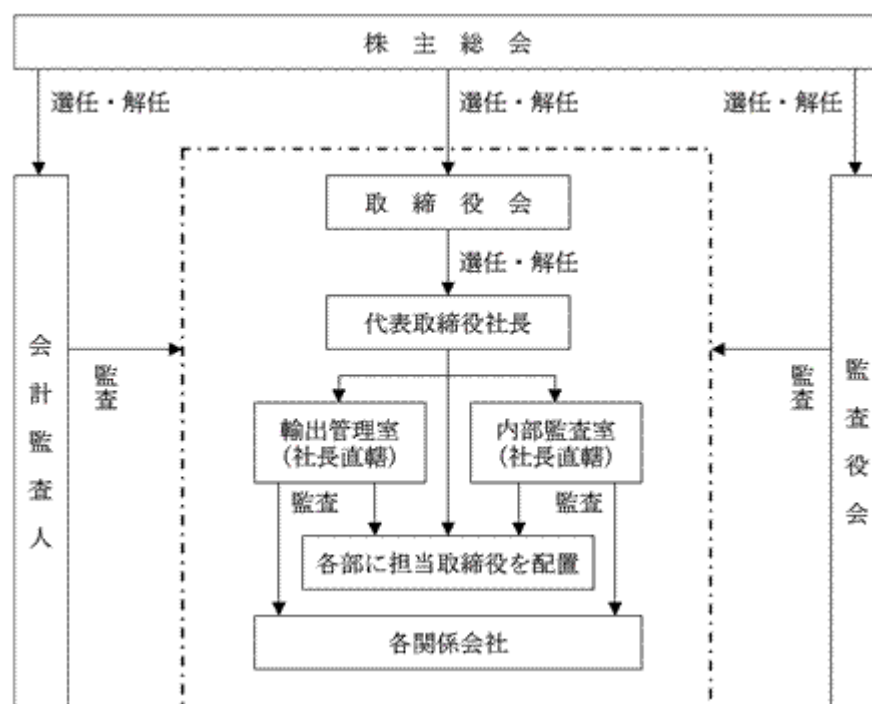 株主総会
選任・解任
選任・解任
選任・解任
取締役会
選任・解任
代表取締役社長
会計監査人
監査
監査
監査役会
輸出管理室
(社長直轄)
内部監査室
(社長直轄)
監査
監査
各部に担当取締役を配置
各関係会社